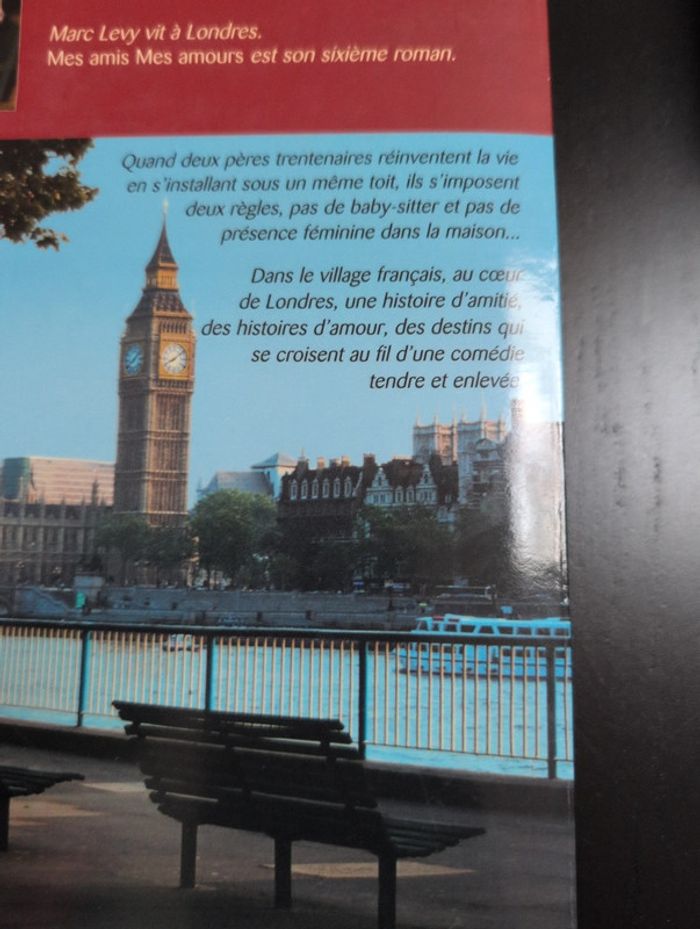 Marc Levy vit à Londres.
Mes amis Mes amours est son sixième roman.
Quand deux pères trentenaires réinventent la vie
en s'installant sous un même toit, ils s'imposent
deux règles, pas de baby-sitter et pas de
présence féminine dans la maison...
Dans le village français, au cœur
de Londres, une histoire d'amitié,
des histoires d'amour, des destins qui
se croisent au fil d'une comédie
tendre et enlevée